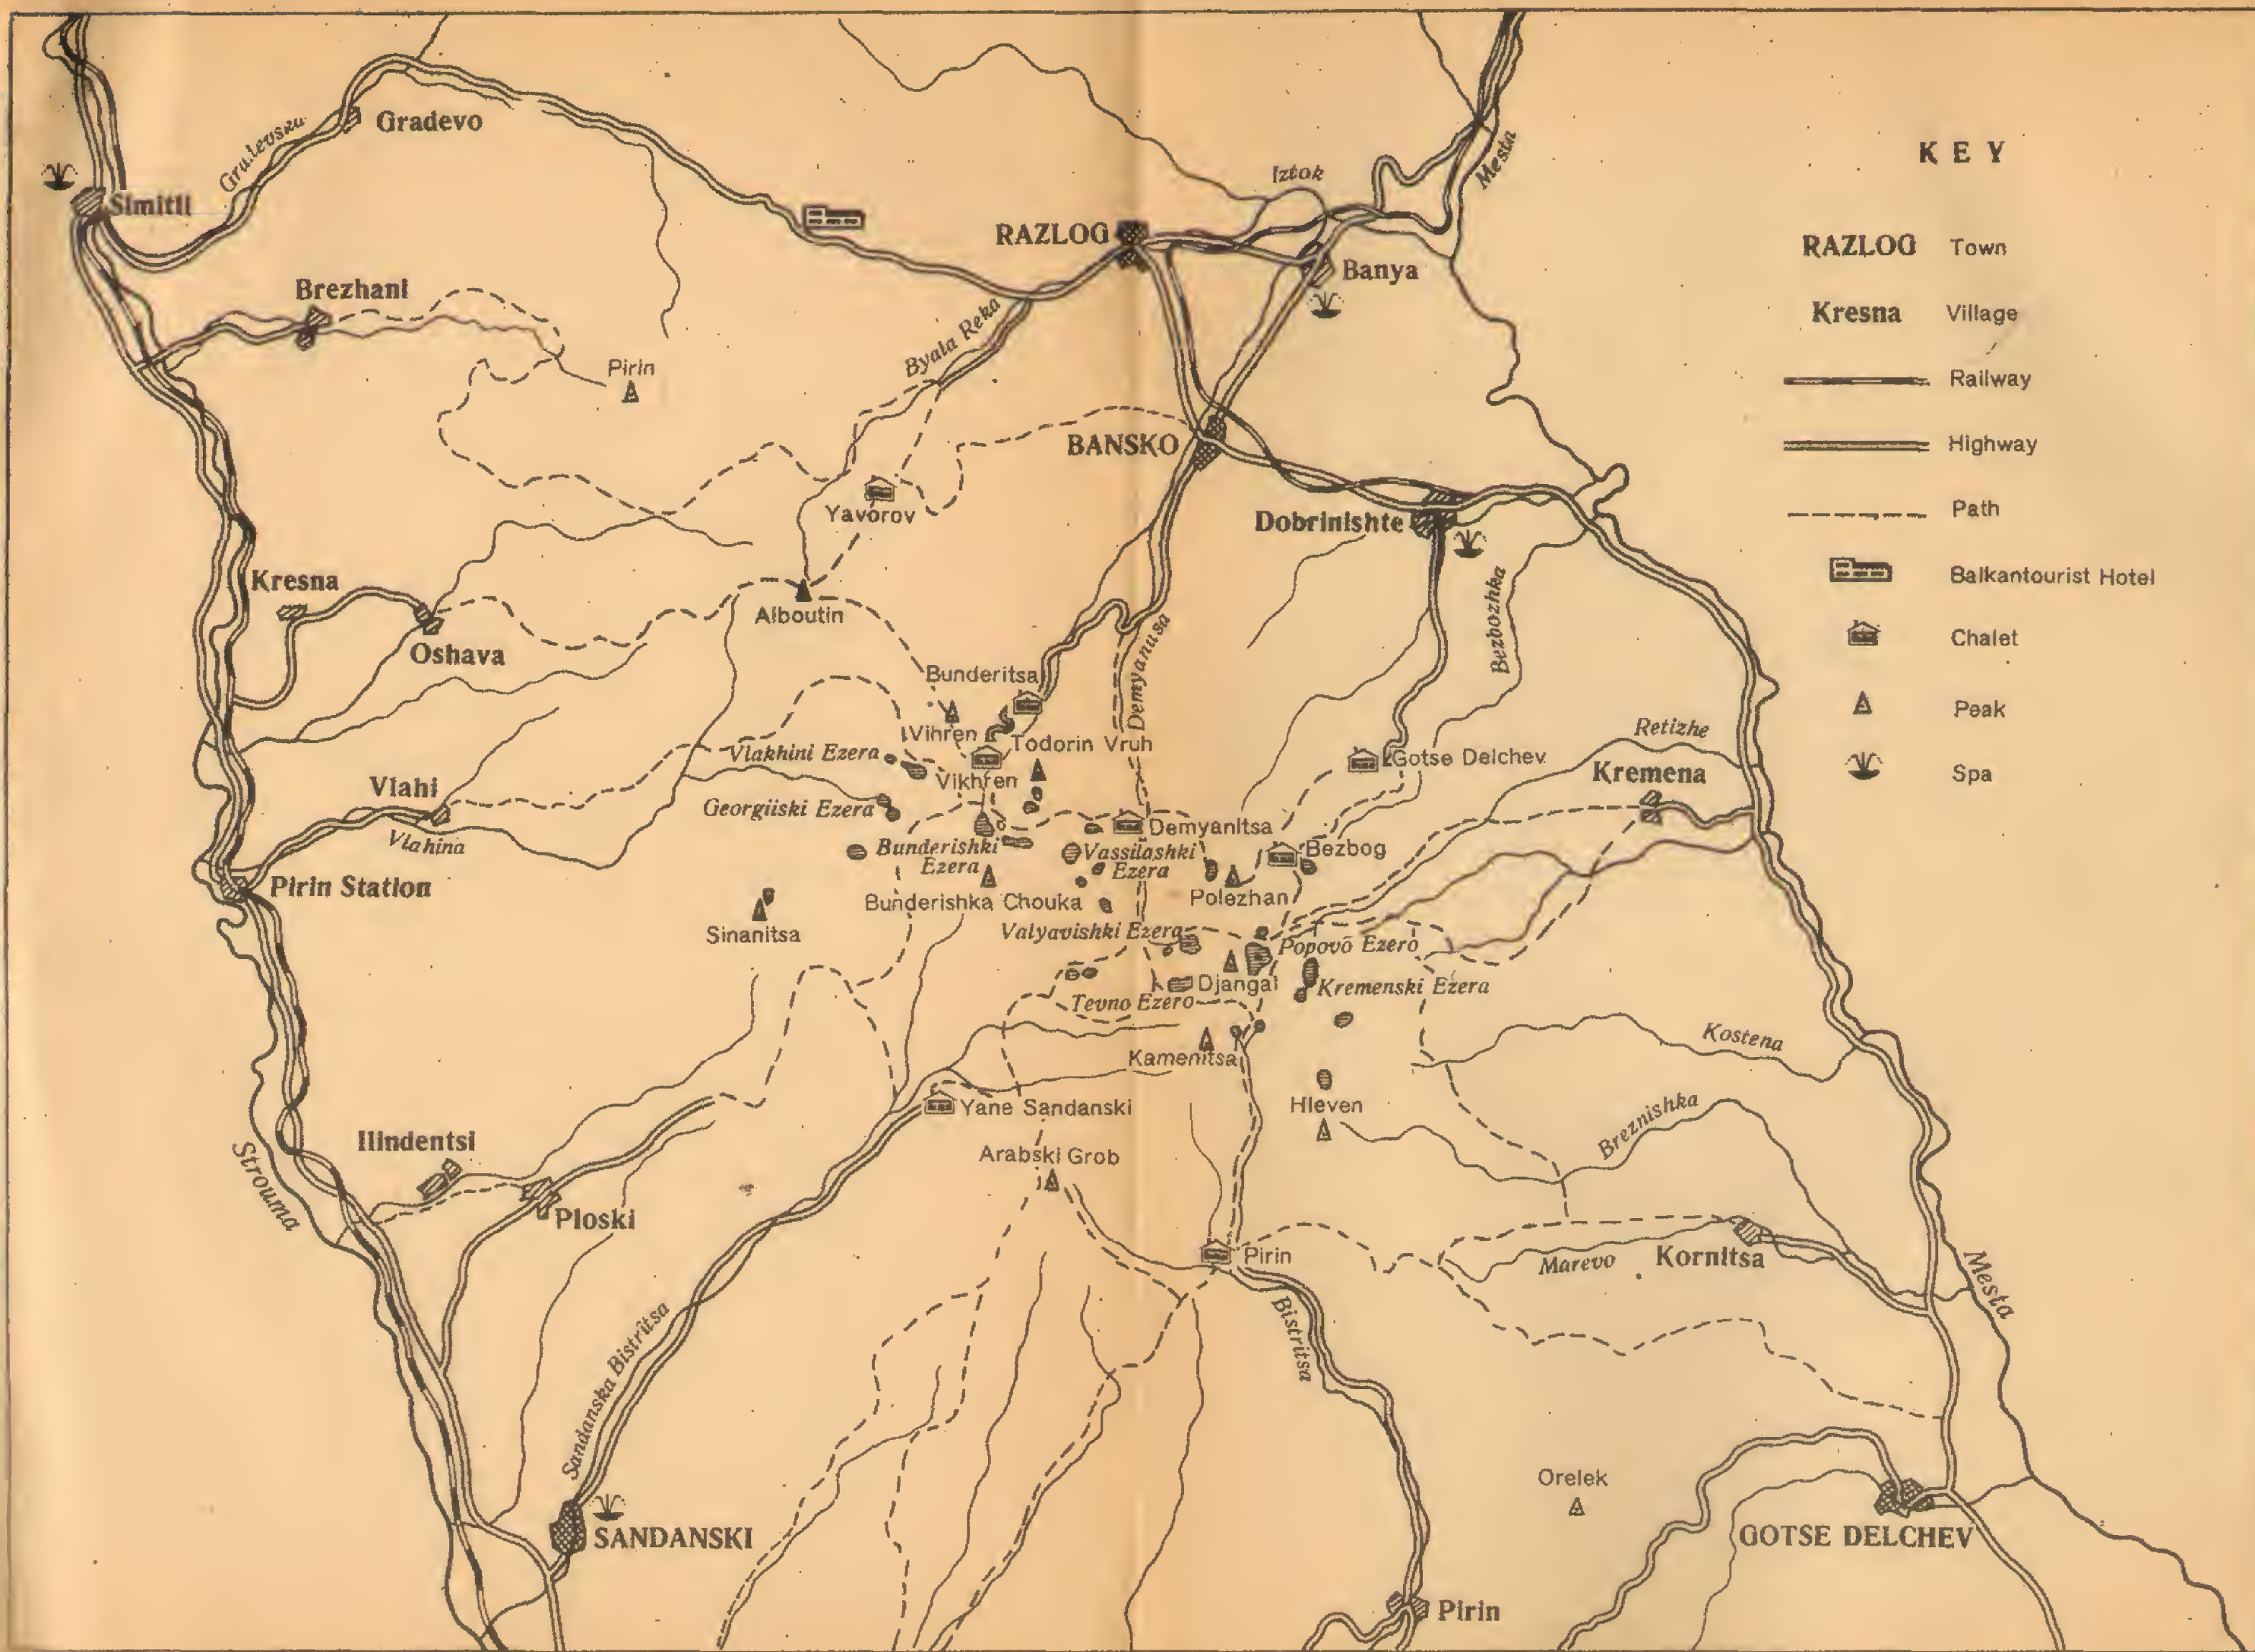 Gradevo
Gradevska
Simitli
Iztok
Mesta
RAZLOG
Banya
Brezhani
Byala Reka
Pirin
BANSKO
Yavorov
Dobrinishte
Kresna
Oshava
Alboutin
Bezbozhka
Demyanitsa
Bunderitsa
Vihren
Todorin Vruh
Vlakhini Ezera
Vikhren
Gotse Delchev
Retizhe
Kremena
Vlahi
Vlahina
Georgiiski Ezera
Demyanitsa
Bunderishki
Ezera
Vassilashki
Ezera
Bezbog
Pirin Station
Bunderishka Chouka
Polezhan
Sinanitsa
Valyavishki Ezera
Popovo Ezero
Djangal
Kremenski Ezera
Tevno Ezero
Kostena
Kamenitsa
Yane Sandanski
Hleven
Breznishka
Ilindentsi
Arabski Grob
Strouma
Ploski
Pirin
Marevo
Kornitsa
Mesta
Bistritsa
Sandanska Bistritsa
Orelek
SANDANSKI
GOTSE DELCHEV
Pirin
KEY
RAZLOG Town
Kresna Village
Railway
Highway
Path
Balkantourist Hotel
Chalet
Peak
Spa